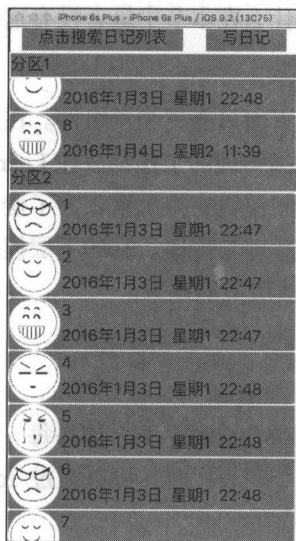 iPhone 6s Plus - iPhone 6s Plus / iOS 9.2 (13C75)
点击搜索日记列表 写日记
分区1
2016年1月3日 星期1 22:48
8
2016年1月4日 星期2 11:39
分区2
1
2016年1月3日 星期1 22:47
2
2016年1月3日 星期1 22:47
3
2016年1月3日 星期1 22:47
4
2016年1月3日 星期1 22:48
5
2016年1月3日 星期1 22:48
6
2016年1月3日 星期1 22:48
7